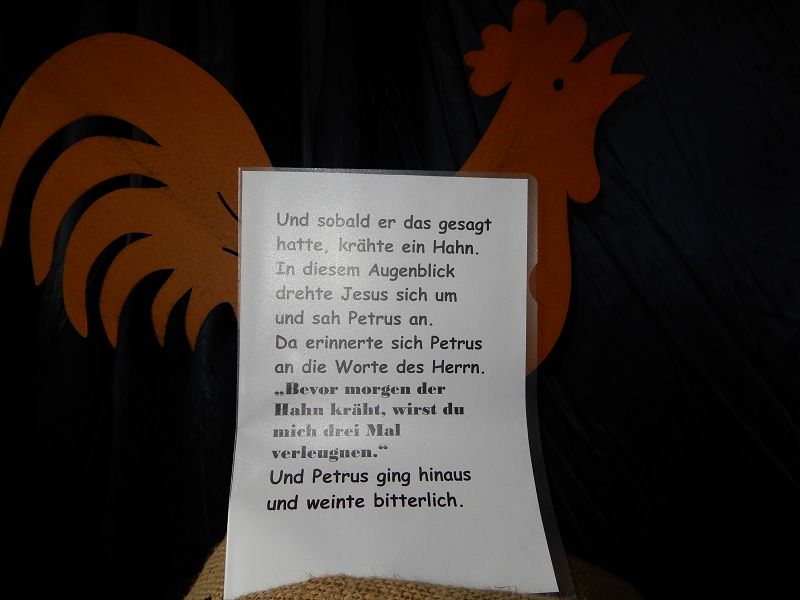 Und sobald er das gesagt
hatte, krähte ein Hahn.
In diesem Augenblick
drehte Jesus sich um
und sah Petrus an.
Da erinnerte sich Petrus
an die Worte des Herrn.
„Bevor morgen der
Hahn kräht, wirst du
mich drei Mal
verleugnen.“
Und Petrus ging hinaus
und weinte bitterlich.